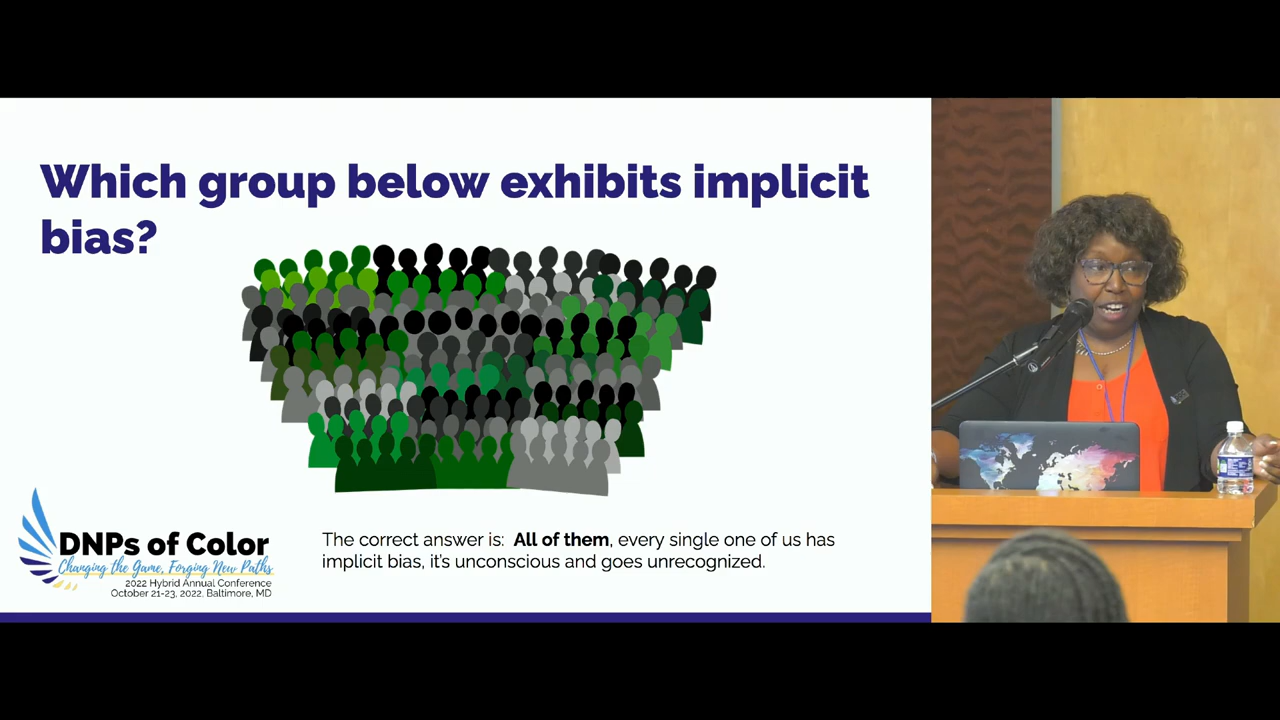 Which group below exhibits implicit
bias?
DNPs of Color
Changing the Game, Forging New Paths
2022 Hybrid Annual Conference
October 21-23, 2022, Baltimore, MD
The correct answer is: All of them, every single one of us has
implicit bias, it's unconscious and goes unrecognized.